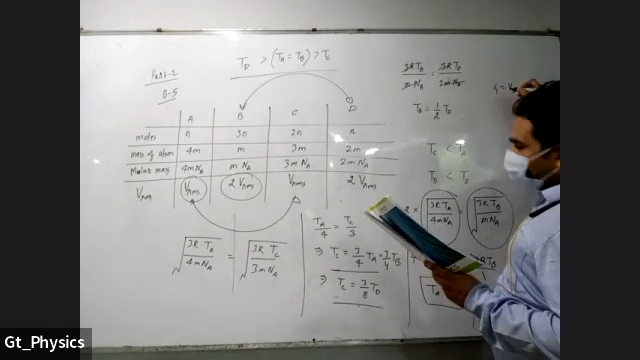 T_D > (T_A = T_B) > T_C
Part-2
B-5
A B C D
moles n 3n 2n n
mass of atom 4m m 3m 2m
Molar mass 4mN_A mN_A 3mN_A 2mN_A
V_rms V_rms 2V_rms V_rms 2V_rms
√(3RT_A/4mN_A) = √(3RT_C/3mN_A)
T_A/4 = T_C/3
⇒ T_C = 3/4 T_A = 3/4 T_B
⇒ T_C = 3/8 T_D
3RT_B/mN_A = 3RT_D/2mN_A
T_B = 1/2 T_D
T_C < T_A
T_B < T_D
2 × √(3RT_A/4mN_A) = √(3RT_B/mN_A)
T_A
Gt_Physics